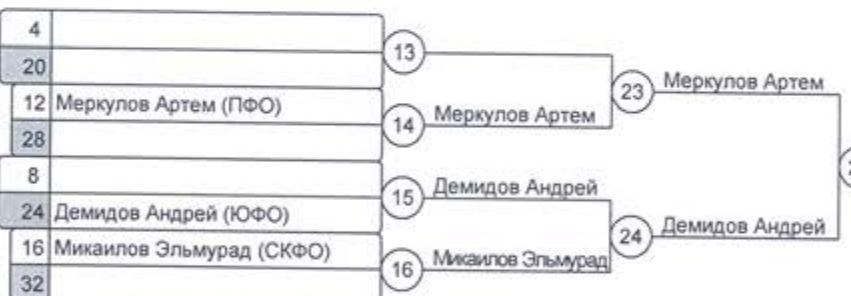 4
20
12 Меркулов Артем (ПФО)
28
8
24 Демидов Андрей (ЮФО)
16 Микаилов Эльмурад (СКФО)
32
13
14 Меркулов Артем
15 Демидов Андрей
16 Микаилов Эльмурад
23 Меркулов Артем
24 Демидов Андрей